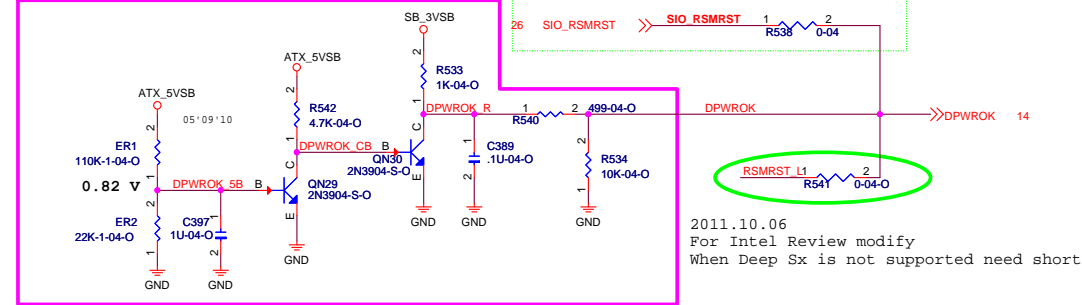 SB_3VSB
26 SIO_RSMRST SIO_RSMRST 1 2
R538 0-04
ATX_5VSB
2
R533
1K-04-O
1
ATX_5VSB
05'09'10
2
R542
4.7K-04-O
1
DPWROK_R 1 2 499-04-O DPWROK
R540
DPWROK 14
2
ER1
110K-1-04-O
1
DPWROK_CB B C
QN30
2N3904-S-O
E
1
C389
.1U-04-O
2
1
R534
10K-04-O
2
RSMRST_L 1 2
R541 0-04-O
0.82 V DPWROK_5B B C
QN29
2N3904-S-O
E
2
ER2
22K-1-04-O
1
1
C397
1U-04-O
2
GND
GND
GND
GND
GND
GND
2011.10.06
For Intel Review modify
When Deep Sx is not supported need short